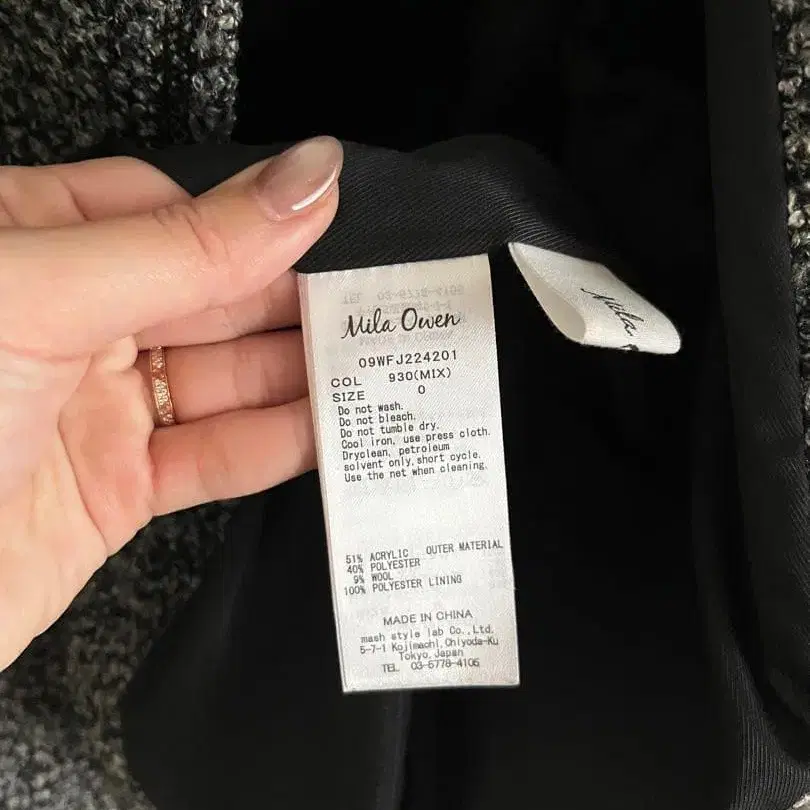 Mila Owen
09WFJ224201
COL 930(MIX)
SIZE 0
Do not wash.
Do not bleach.
Do not tumble dry.
Cool iron, use press cloth.
Dryclean, petroleum
solvent only, short cycle.
Use the net when cleaning.
51% ACRYLIC OUTER MATERIAL
40% POLYESTER
9% WOOL
100% POLYESTER LINING
MADE IN CHINA
mash style lab Co., Ltd.
5-7-1 Kojimachi, Chiyoda-Ku
Tokyo, Japan
TEL 03-6778-4106
Mila